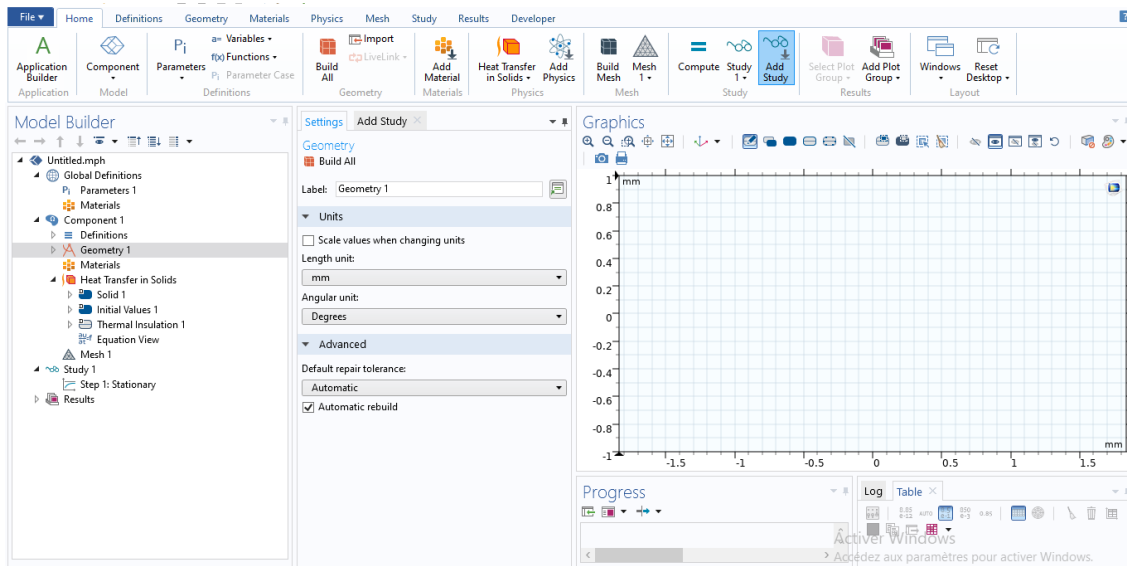 File Home Definitions Geometry Materials Physics Mesh Study Results Developer
A Application Builder
Component
Pi Parameters
a= Variables
f(x) Functions
Pi Parameter Case
Build All
Import
LiveLink
Add Material
Heat Transfer in Solids
Add Physics
Build Mesh
Mesh 1
Compute
Study 1
Add Study
Select Plot Group
Add Plot Group
Windows
Reset Desktop
Application Model Definitions Geometry Materials Physics Mesh Study Results Layout
Model Builder
Untitled.mph
Global Definitions
Pi Parameters 1
Materials
Component 1
Definitions
Geometry 1
Materials
Heat Transfer in Solids
Solid 1
Initial Values 1
Thermal Insulation 1
Equation View
Mesh 1
Study 1
Step 1: Stationary
Results
Settings Add Study
Geometry
Build All
Label: Geometry 1
Units
Scale values when changing units
Length unit:
mm
Angular unit:
Degrees
Advanced
Default repair tolerance:
Automatic
Automatic rebuild
Graphics
1 mm
0.8
0.6
0.4
0.2
0
-0.2
-0.4
-0.6
-0.8
mm
-1
-1.5 -1 -0.5 0 0.5 1 1.5
Progress
Log Table
AUTO 0.85
Activer Windows
Accédez aux paramètres pour activer Windows.